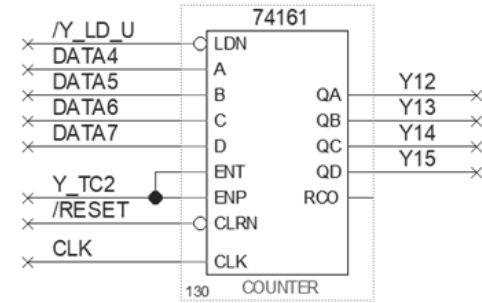 74161
/Y_LD_U
LDN
DATA4
A
DATA5
B
QA
Y12
DATA6
C
QB
Y13
DATA7
D
QC
Y14
ENT
QD
Y15
Y_TC2
ENP
RCO
/RESET
CLRN
CLK
CLK
130
COUNTER